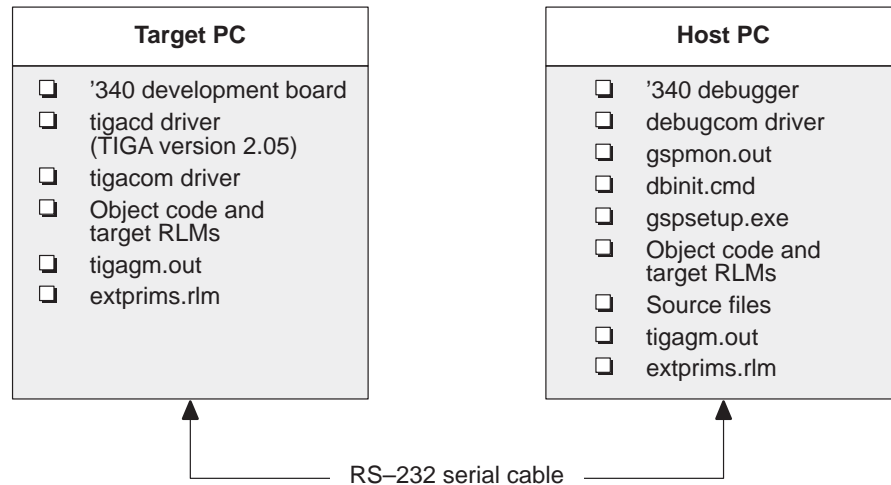 Target PC
❏ ’340 development board
❏ tigacd driver
(TIGA version 2.05)
❏ tigacom driver
❏ Object code and
target RLMs
❏ tigagm.out
❏ extprims.rlm
Host PC
❏ ’340 debugger
❏ debugcom driver
❏ gspmon.out
❏ dbinit.cmd
❏ gspsetup.exe
❏ Object code and
target RLMs
❏ Source files
❏ tigagm.out
❏ extprims.rlm
RS–232 serial cable